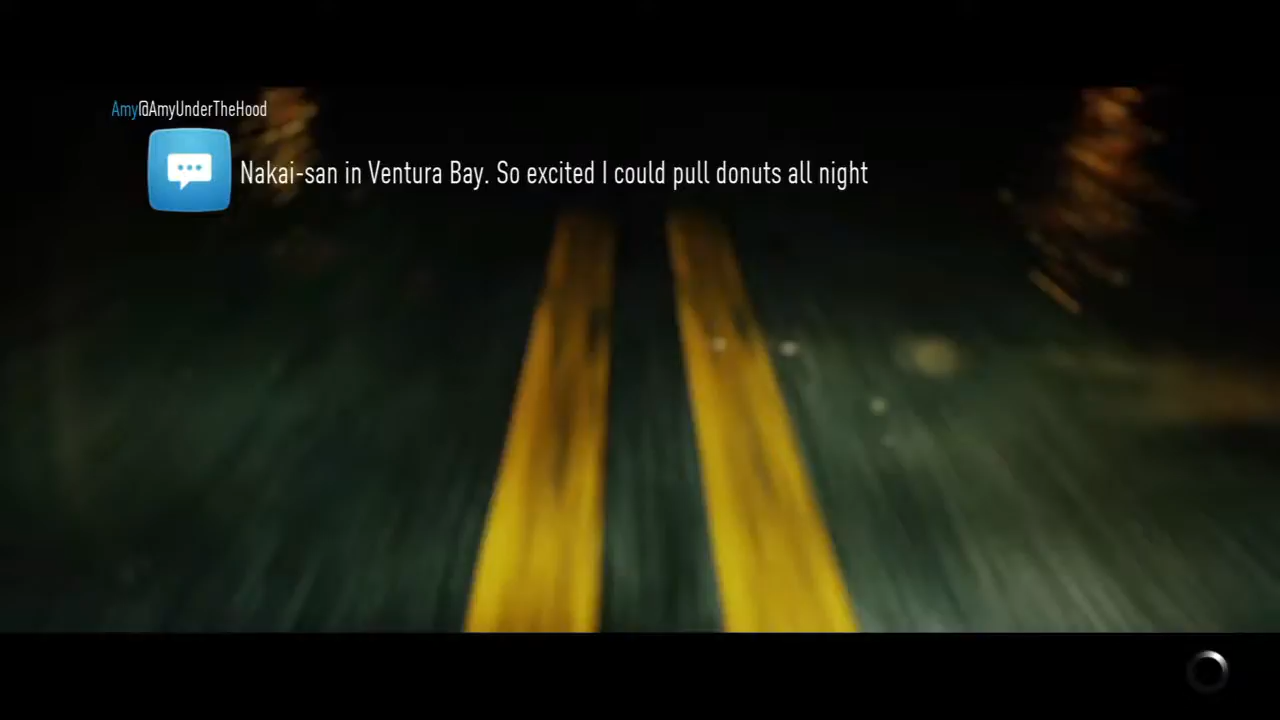 Amy@AmyUnderTheHood
Nakai-san in Ventura Bay. So excited I could pull donuts all night